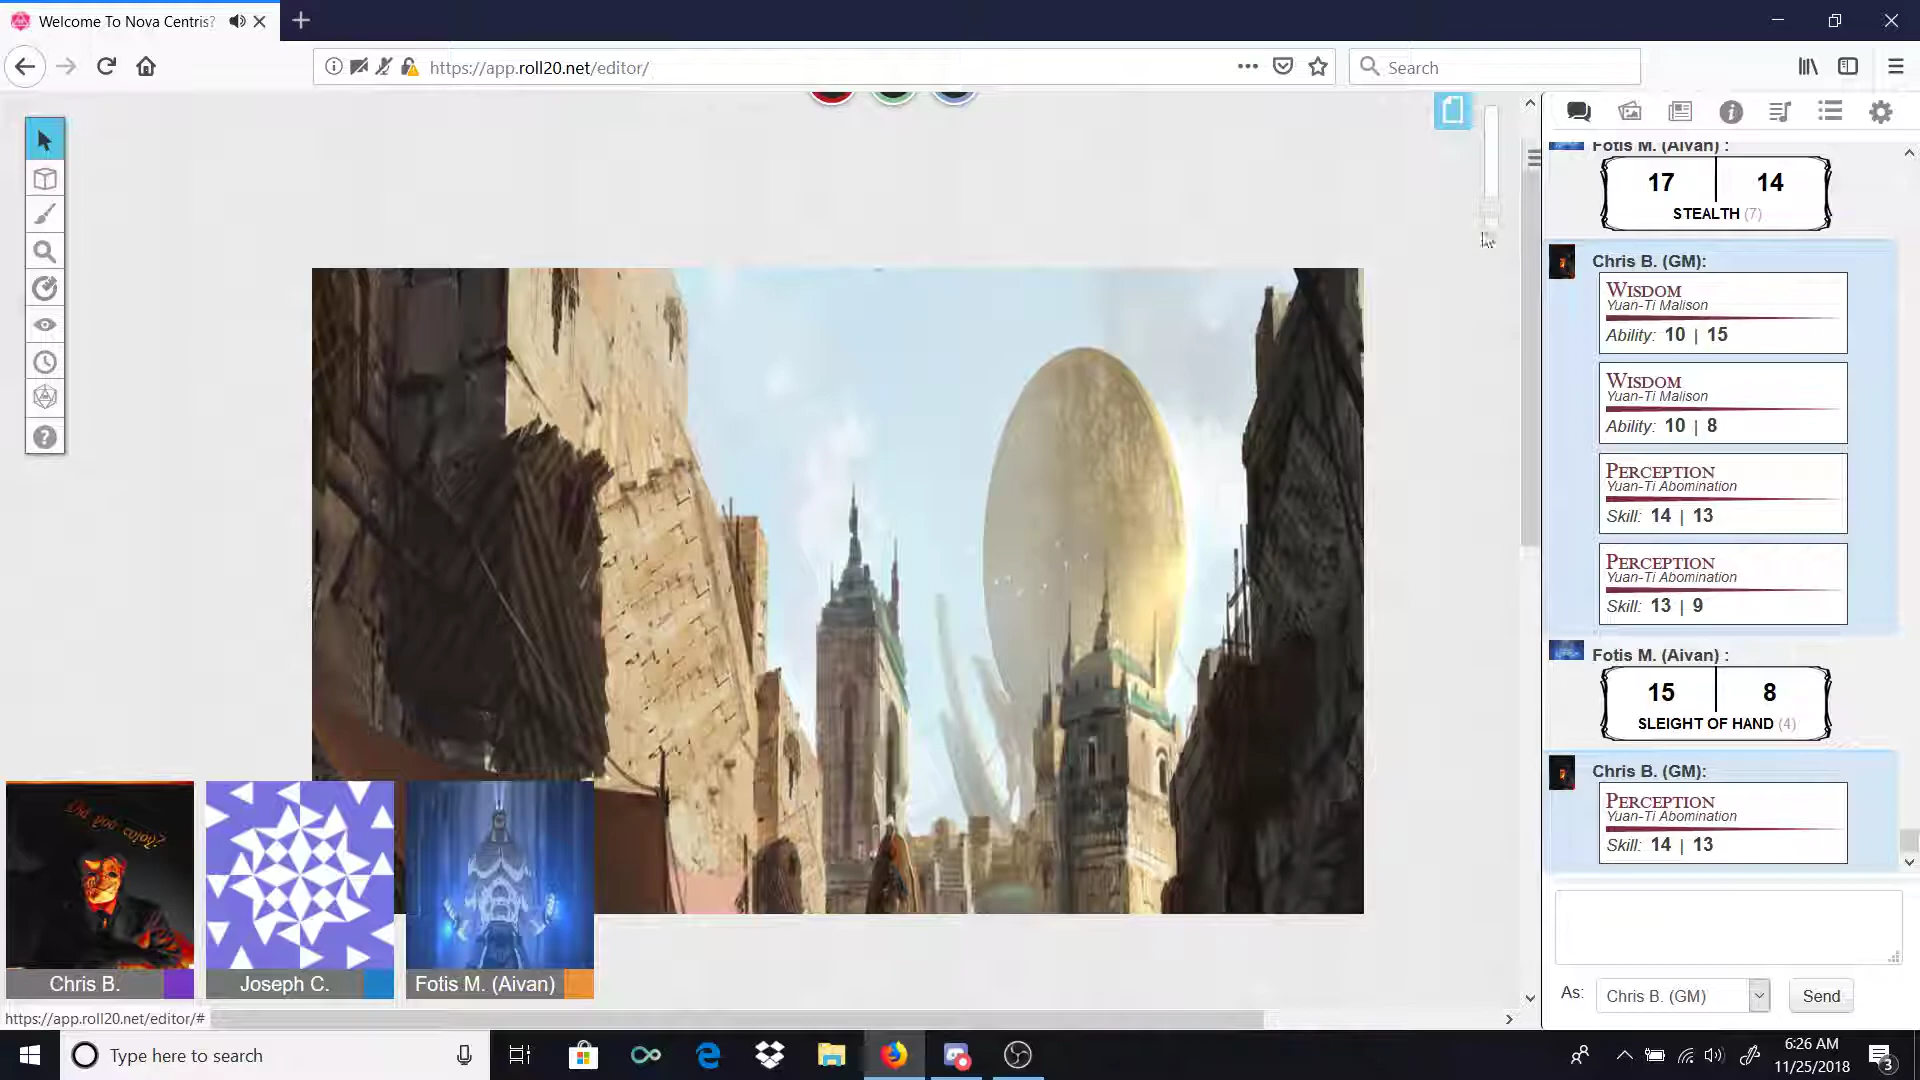 Welcome To Nova Centris?
https://app.roll20.net/editor/
Search
Fotis M. (Aivan) :
17 14
STEALTH (7)
Chris B. (GM):
WISDOM
Yuan-Ti Malison
Ability: 10 | 15
WISDOM
Yuan-Ti Malison
Ability: 10 | 8
PERCEPTION
Yuan-Ti Abomination
Skill: 14 | 13
PERCEPTION
Yuan-Ti Abomination
Skill: 13 | 9
Fotis M. (Aivan) :
15 8
SLEIGHT OF HAND (4)
Chris B. (GM):
PERCEPTION
Yuan-Ti Abomination
Skill: 14 | 13
As: Chris B. (GM) Send
Chris B.
Joseph C.
Fotis M. (Aivan)
https://app.roll20.net/editor/#
Type here to search
6:26 AM
11/25/2018
3